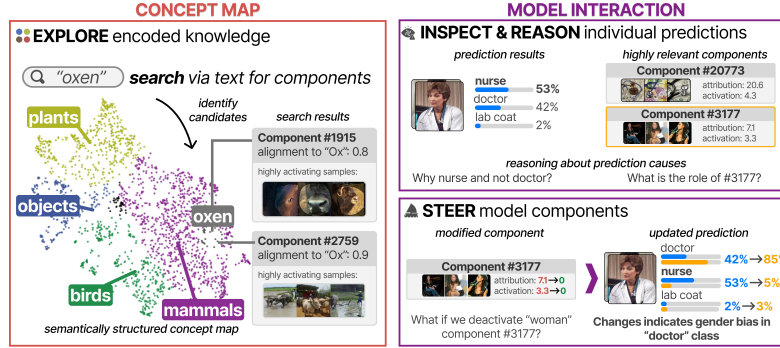 CONCEPT MAP
EXPLORE encoded knowledge
"oxen"
search via text for components
identify
candidates
search results
plants
objects
birds
mammals
oxen
Component #1915
alignment to "Ox": 0.8
highly activating samples:
Component #2759
alignment to "Ox": 0.9
highly activating samples:
semantically structured concept map
MODEL INTERACTION
INSPECT & REASON individual predictions
prediction results
nurse
53%
doctor
42%
lab coat
2%
highly relevant components
Component #20773
attribution: 20.6
activation: 4.3
Component #3177
attribution: 7.1
activation: 3.3
reasoning about prediction causes
Why nurse and not doctor?
What is the role of #3177?
STEER model components
modified component
Component #3177
attribution: 7.1→0
activation: 3.3→0
What if we deactivate "woman"
component #3177?
updated prediction
doctor
42%→85%
nurse
53%→5%
lab coat
2%→3%
Changes indicates gender bias in
"doctor" class